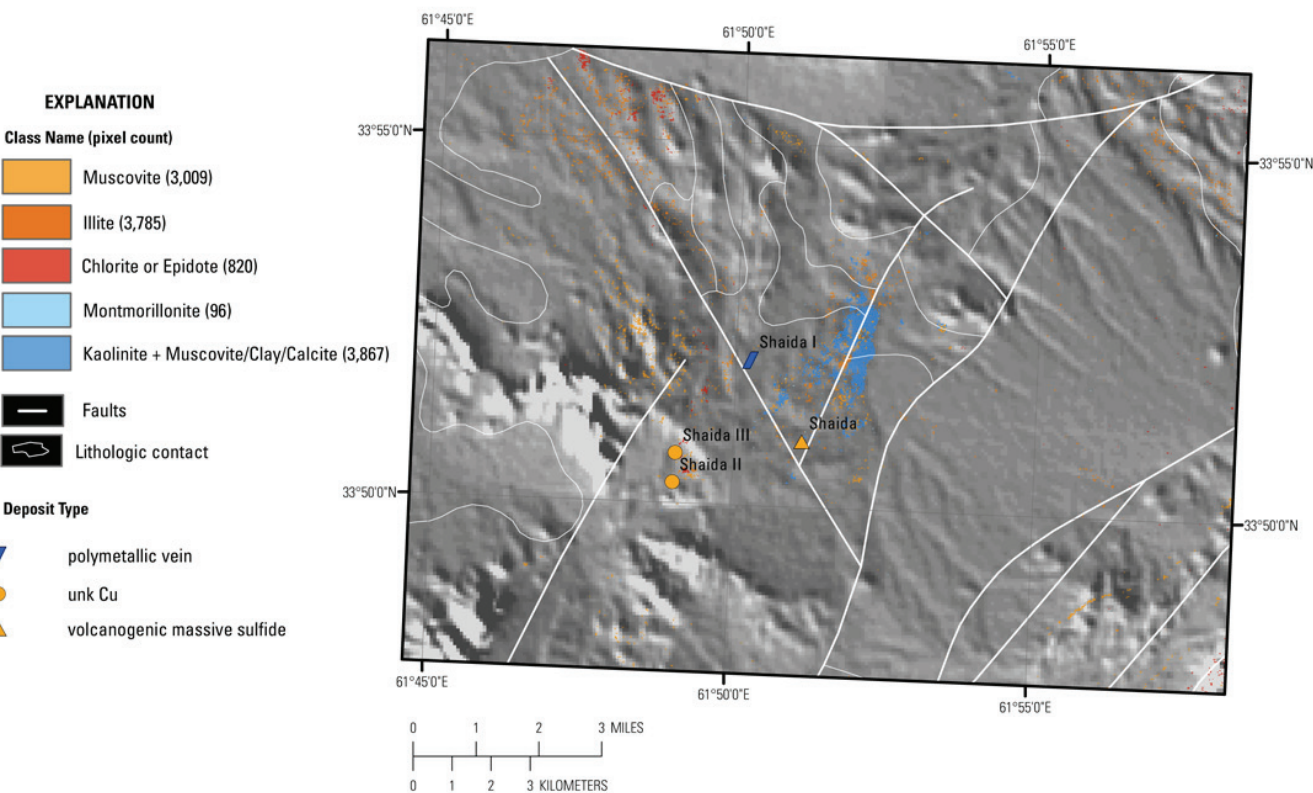 EXPLANATION
Class Name (pixel count)
Muscovite (3,009)
Illite (3,785)
Chlorite or Epidote (820)
Montmorillonite (96)
Kaolinite + Muscovite/Clay/Calcite (3,867)
Faults
Lithologic contact
Deposit Type
polymetallic vein
unk Cu
volcanogenic massive sulfide
61°45'0"E
61°50'0"E
61°55'0"E
33°55'0"N
33°55'0"N
Shaida I
Shaida
Shaida III
Shaida II
33°50'0"N
33°50'0"N
61°45'0"E
61°50'0"E
61°55'0"E
0 1 2 3 MILES
0 1 2 3 KILOMETERS